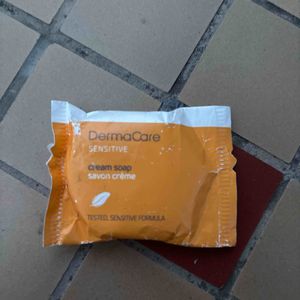 DermaCare
SENSITIVE
cream soap
savon crème
TESTED, SENSITIVE FORMULA